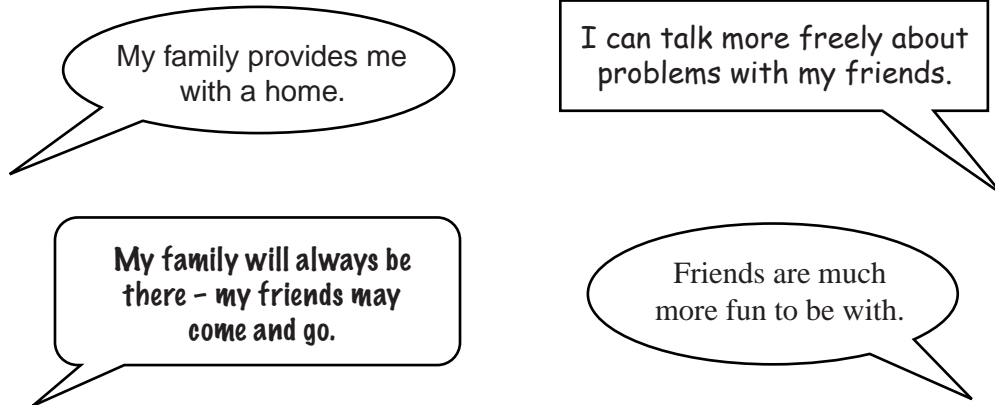 My family provides me
with a home.
I can talk more freely about
problems with my friends.
My family will always be
there – my friends may
come and go.
Friends are much
more fun to be with.